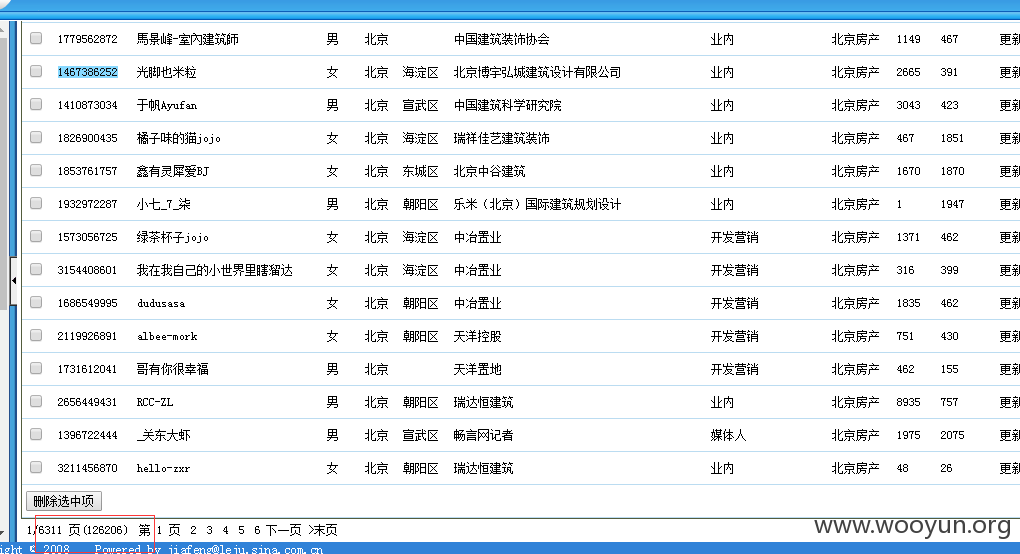 1779562872 馬景峰-室內建筑師 男 北京 中国建筑装饰协会 业内 北京房产 1149 467 更新
1467386252 光脚也米粒 女 北京 海淀区 北京博宇弘城建筑设计有限公司 业内 北京房产 2665 391 更新
1410873034 于帆Ayufan 男 北京 宣武区 中国建筑科学研究院 业内 北京房产 3043 423 更新
1826900435 橘子味的猫jojo 女 北京 海淀区 瑞祥佳艺建筑装饰 业内 北京房产 467 1851 更新
1853761757 鑫有灵犀爱BJ 女 北京 东城区 北京中谷建筑 业内 北京房产 1670 1870 更新
1932972287 小七_7_柒 男 北京 朝阳区 乐米（北京）国际建筑规划设计 业内 北京房产 1 1947 更新
1573056725 绿茶杯子jojo 女 北京 海淀区 中冶置业 开发营销 北京房产 1371 462 更新
3154408601 我在我自己的小世界里瞎溜达 女 北京 海淀区 中冶置业 开发营销 北京房产 316 399 更新
1686549995 dudusasa 女 北京 朝阳区 中冶置业 开发营销 北京房产 1835 462 更新
2119926891 albee-mork 女 北京 朝阳区 天洋控股 开发营销 北京房产 751 430 更新
1731612041 哥有你很幸福 男 北京 天洋置地 开发营销 北京房产 462 155 更新
2656449431 RCC-ZL 男 北京 朝阳区 瑞达恒建筑 业内 北京房产 8935 757 更新
1396722444 _关东大虾 男 北京 宣武区 畅言网记者 媒体人 北京房产 1975 2075 更新
3211456870 hello-zxr 女 北京 朝阳区 瑞达恒建筑 业内 北京房产 48 26 更新
删除选中项
1/6311 页(126206) 第 1 页 2 3 4 5 6 下一页 >末页
www.wooyun.org
ight © 2008 Powered by jiafeng@leju.sina.com.cn